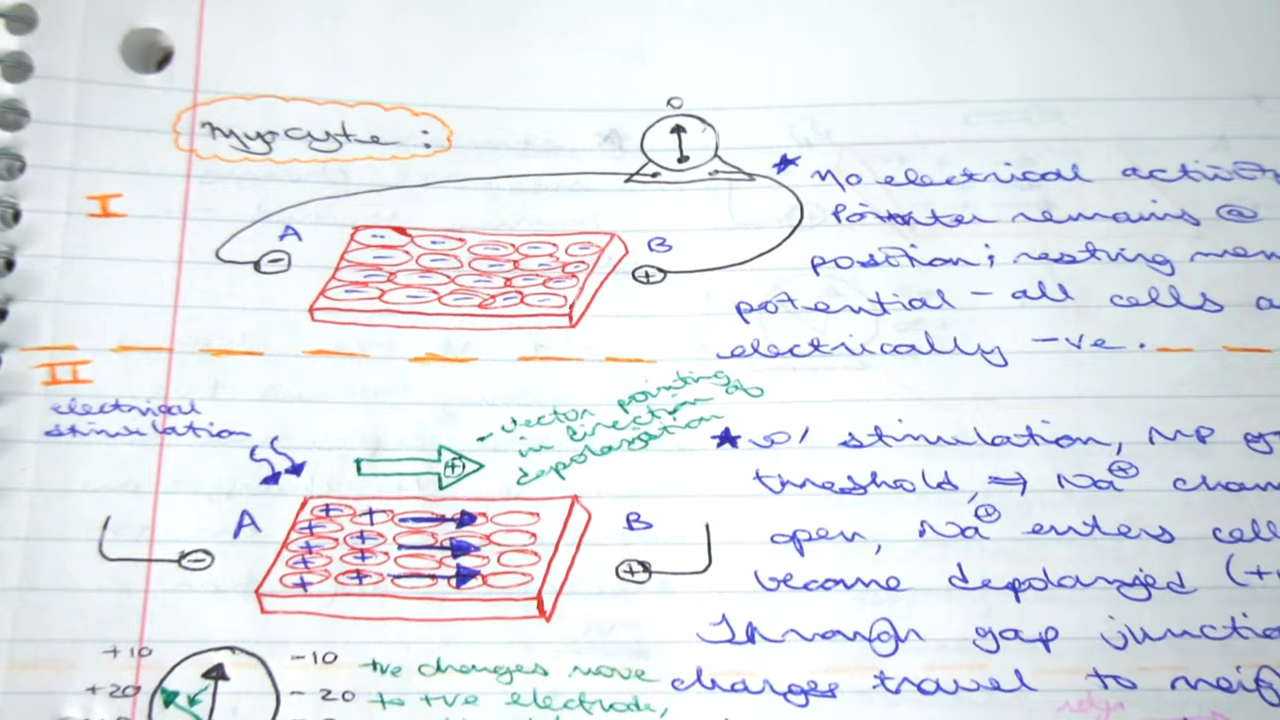 Myocyte :
O
I
A
B
−
+
* No electrical activit
Pointer remains @
position; resting mem
potential - all cells a
electrically -ve.
II
electrical
stimulation
- vector pointing
in direction of
depolarization
+
A
B
−
+
* w/ stimulation, MP
threshold, ⇒ Na⊕ chan
open, Na⊕ enters cell
become depolarized (+
Through gap junctio
charges travel to neig
+10
-10
+20
- 20
+ve charges move
to +ve electrode,